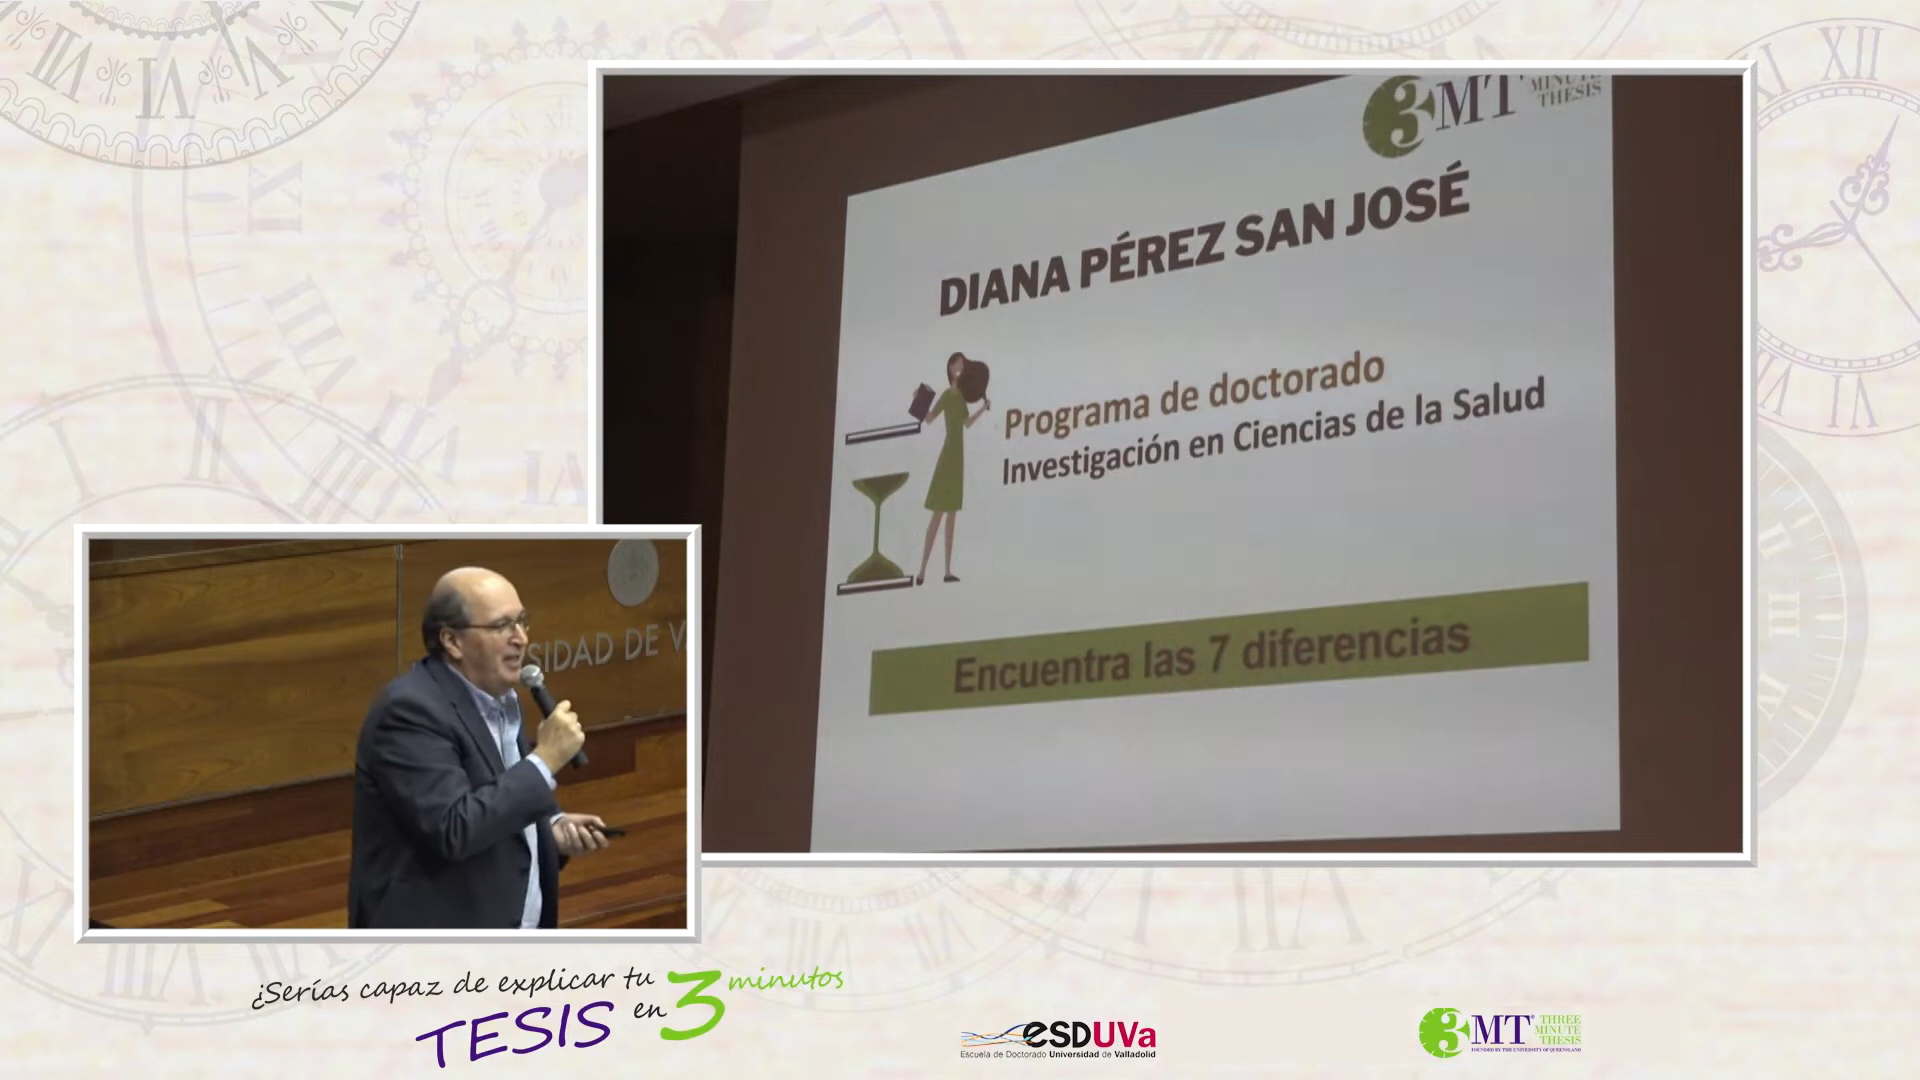 3MT MINUTE
THESIS
DIANA PÉREZ SAN JOSÉ
Programa de doctorado
Investigación en Ciencias de la Salud
Encuentra las 7 diferencias
SIDAD DE V
¿Serías capaz de explicar tu
TESIS en 3 minutos
esDUVa
Escuela de Doctorado Universidad de Valladolid
3MT® THREE
MINUTE
THESIS
FOUNDED BY THE UNIVERSITY OF QUEENSLAND